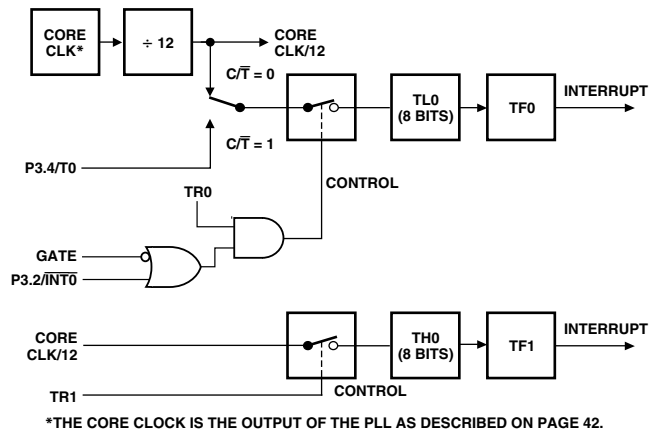 CORE
CLK*
÷ 12
CORE
CLK/12
C/T̅ = 0
C/T̅ = 1
P3.4/T0
TL0
(8 BITS)
TF0
INTERRUPT
CONTROL
TR0
GATE
P3.2/I̅N̅T̅0̅
CORE
CLK/12
TR1
CONTROL
TH0
(8 BITS)
TF1
INTERRUPT
*THE CORE CLOCK IS THE OUTPUT OF THE PLL AS DESCRIBED ON PAGE 42.